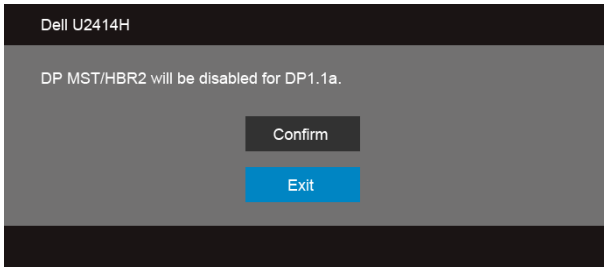 Dell U2414H
DP MST/HBR2 will be disabled for DP1.1a.
Confirm
Exit